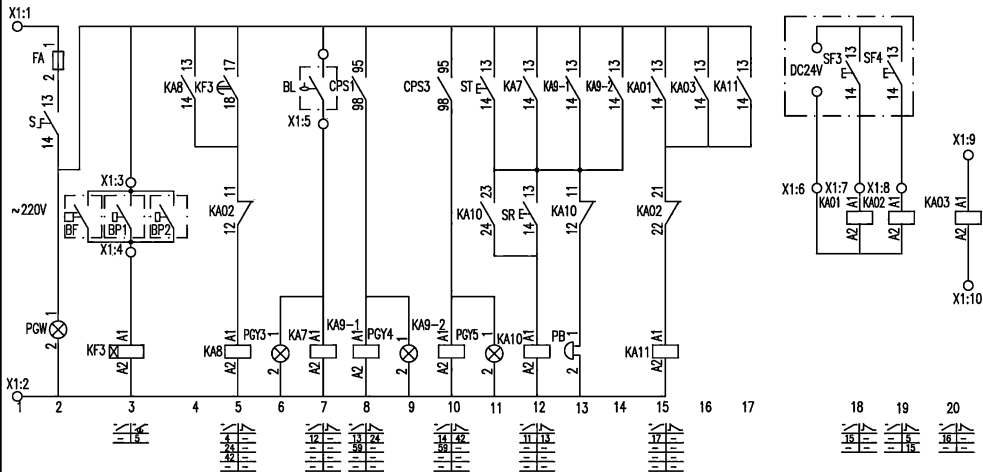 X1:1
FA 1 2
S 13 14
~220V
PGW 1 2
X1:2
X1:3
BF BP1 BP2
X1:4
KF3 A1 A2
KA8 13 14
KF3 17 18
KA02 11 12
KA8 A1 A2
PGY3 1 2
BL
X1:5
KA7 A1 A2
CPS1 95 98
KA9-1 A1 A2
PGY4 1 2
CPS3 95 98
KA9-2 A1 A2
PGY5 1 2
ST 13 14
KA7 13 14
KA9-1 13 14
KA9-2 13 14
KA10 23 24
SR 13 14
KA10 11 12
KA10 A1 A2
PB 1 2
KA01 13 14
KA03 13 14
KA11 13 14
KA02 21 22
KA11 A1 A2
DC24V
SF3 13 14
SF4 13 14
X1:6 X1:7 X1:8
KA01 A1 A2
KA02 A1 A2
X1:9
KA03 A1 A2
X1:10
1 2 3 4 5 6 7 8 9 10 11 12 13 14 15 16 17 18 19 20
- 5
- -
4 -
24 -
42 -
- -
12 -
- -
- -
- -
13 24
59 -
- -
- -
14 42
59 -
- -
- -
11 13
- -
- -
- -
17 -
- -
- -
- -
15 -
- -
- 5
- 15
16 -
- -